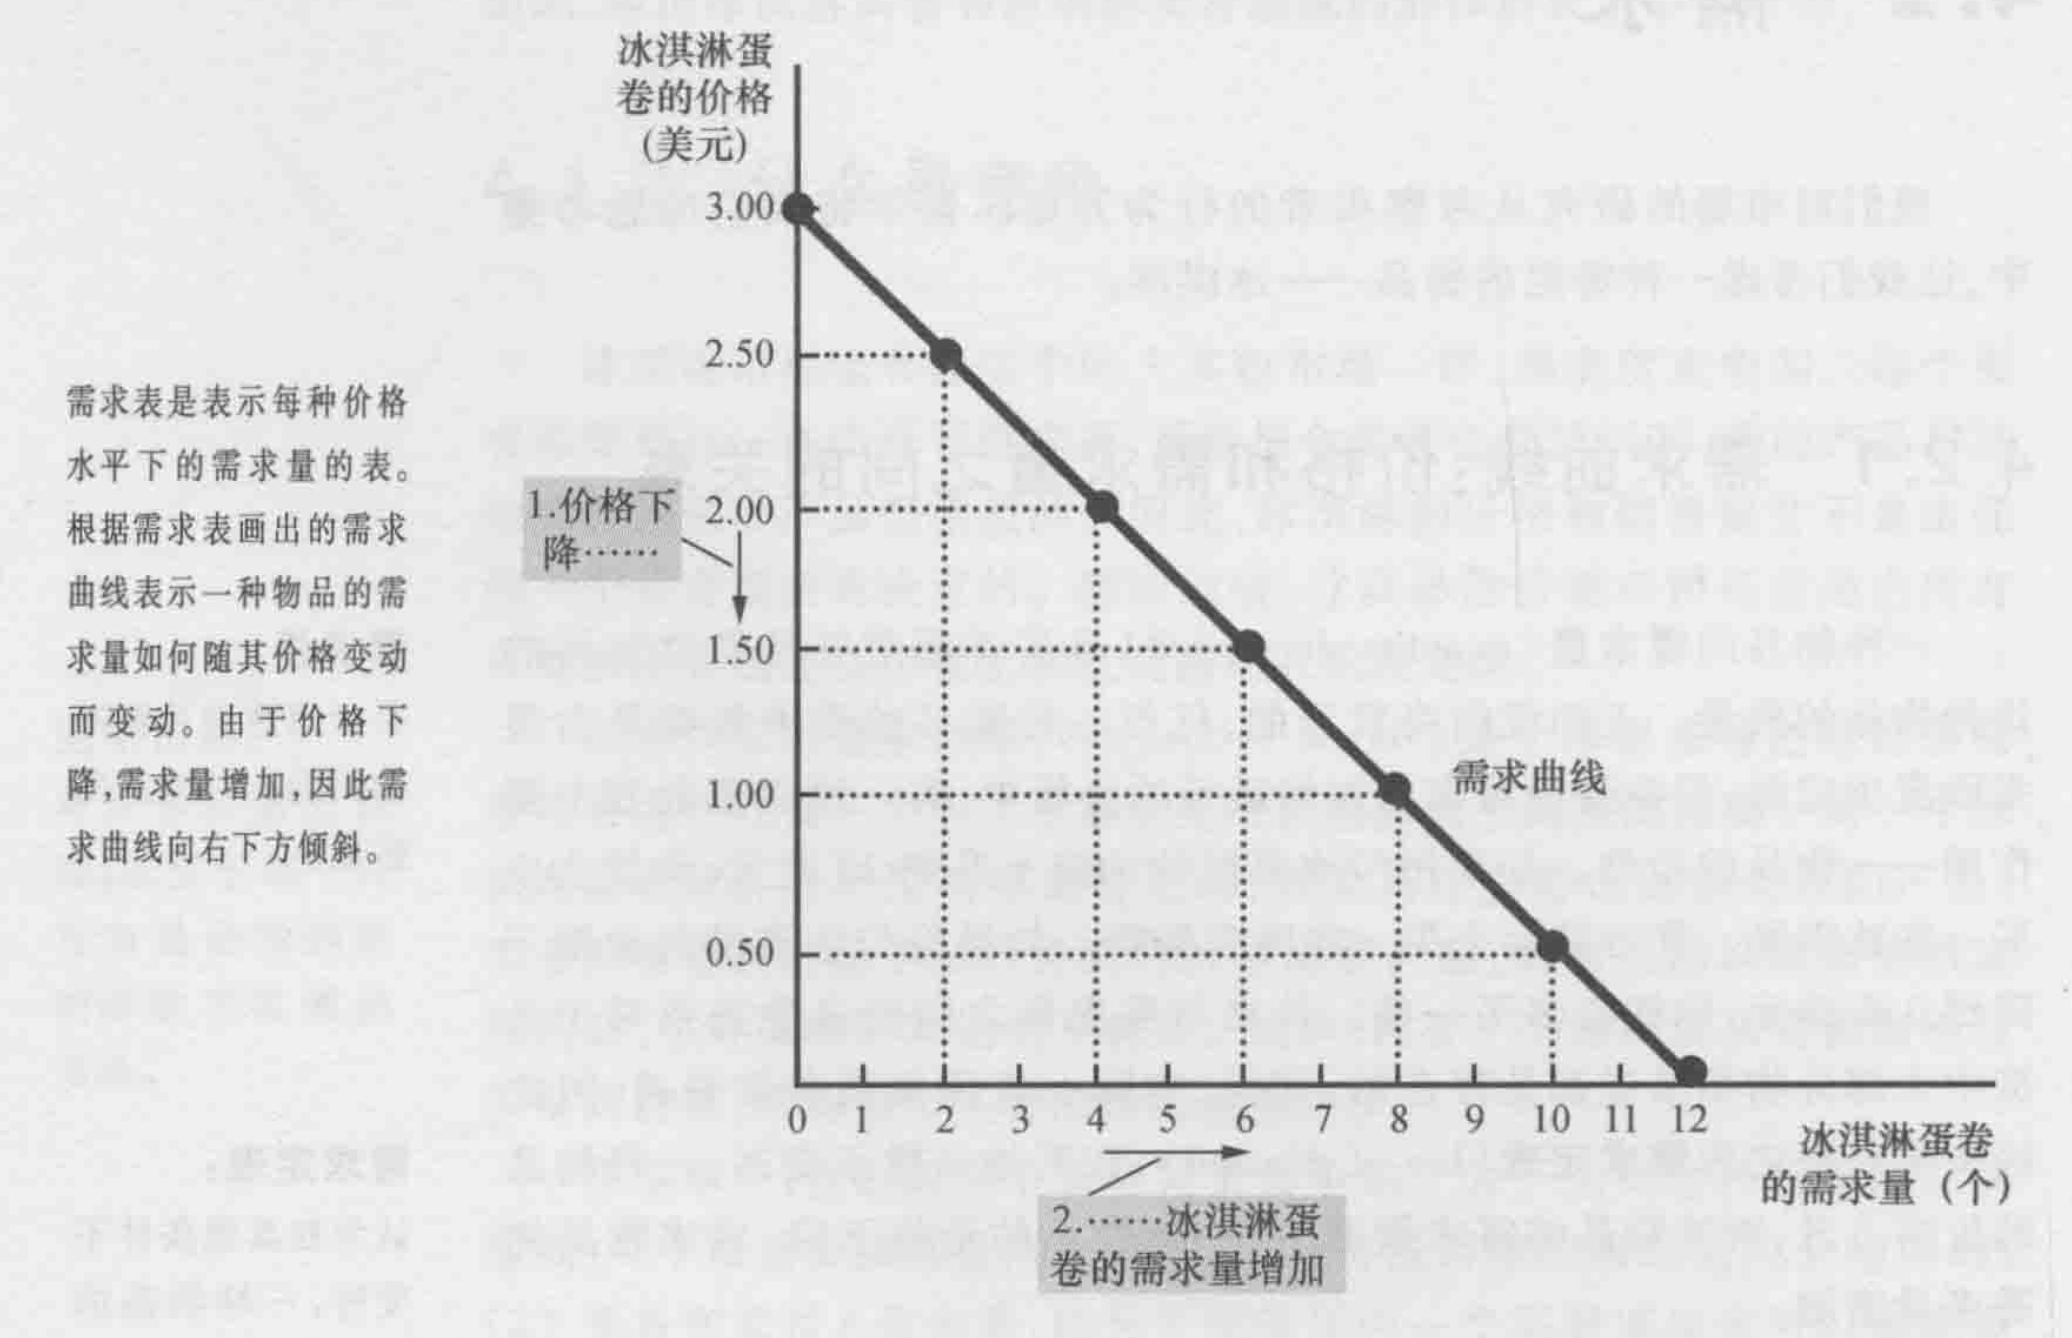 冰淇淋蛋
卷的价格
(美元)
3.00
2.50
2.00
1.50
1.00
0.50
1.价格下
降……
需求曲线
0 1 2 3 4 5 6 7 8 9 10 11 12
冰淇淋蛋卷
的需求量（个）
2.……冰淇淋蛋
卷的需求量增加
需求表是表示每种价格
水平下的需求量的表。
根据需求表画出的需求
曲线表示一种物品的需
求量如何随其价格变动
而变动。由于价格下
降,需求量增加,因此需
求曲线向右下方倾斜。